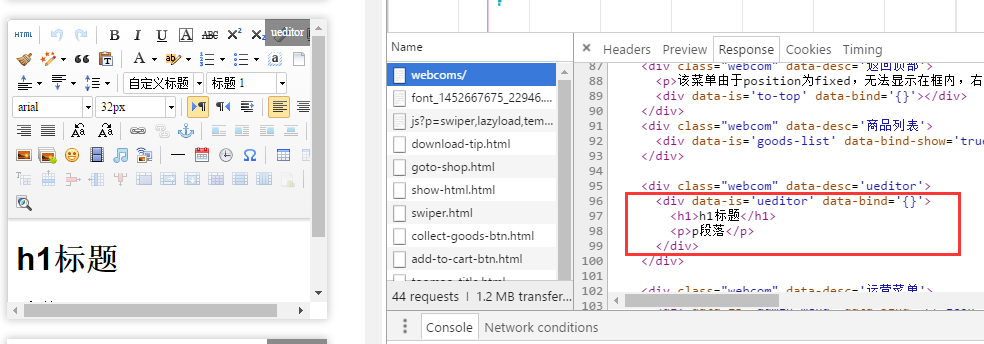 HTML
B I U A ABC X² X₂
ueditor
A ab
自定义标题 标题 1
arial 32px
Aa Aa
Ω
h1标题
Name
webcoms/
font_1452667675_22946....
js?p=swiper,lazyload,tem...
download-tip.html
goto-shop.html
show-html.html
swiper.html
collect-goods-btn.html
add-to-cart-btn.html
44 requests | 1.2 MB transfer...
× Headers Preview Response Cookies Timing
87 <div class="webcom" data-desc='返回顶部'>
88 <p>该菜单由于position为fixed，无法显示在框内，右
89 <div data-is='to-top' data-bind='{}'></div>
90 </div>
91 <div class="webcom" data-desc='商品列表'>
92 <div data-is='goods-list' data-bind-show='true
93 </div>
94
95 <div class="webcom" data-desc='ueditor'>
96 <div data-is='ueditor' data-bind='{}'>
97 <h1>h1标题</h1>
98 <p>p段落</p>
99 </div>
100 </div>
101
102 <div class="webcom" data-desc='运营菜单'>
103
Console Network conditions